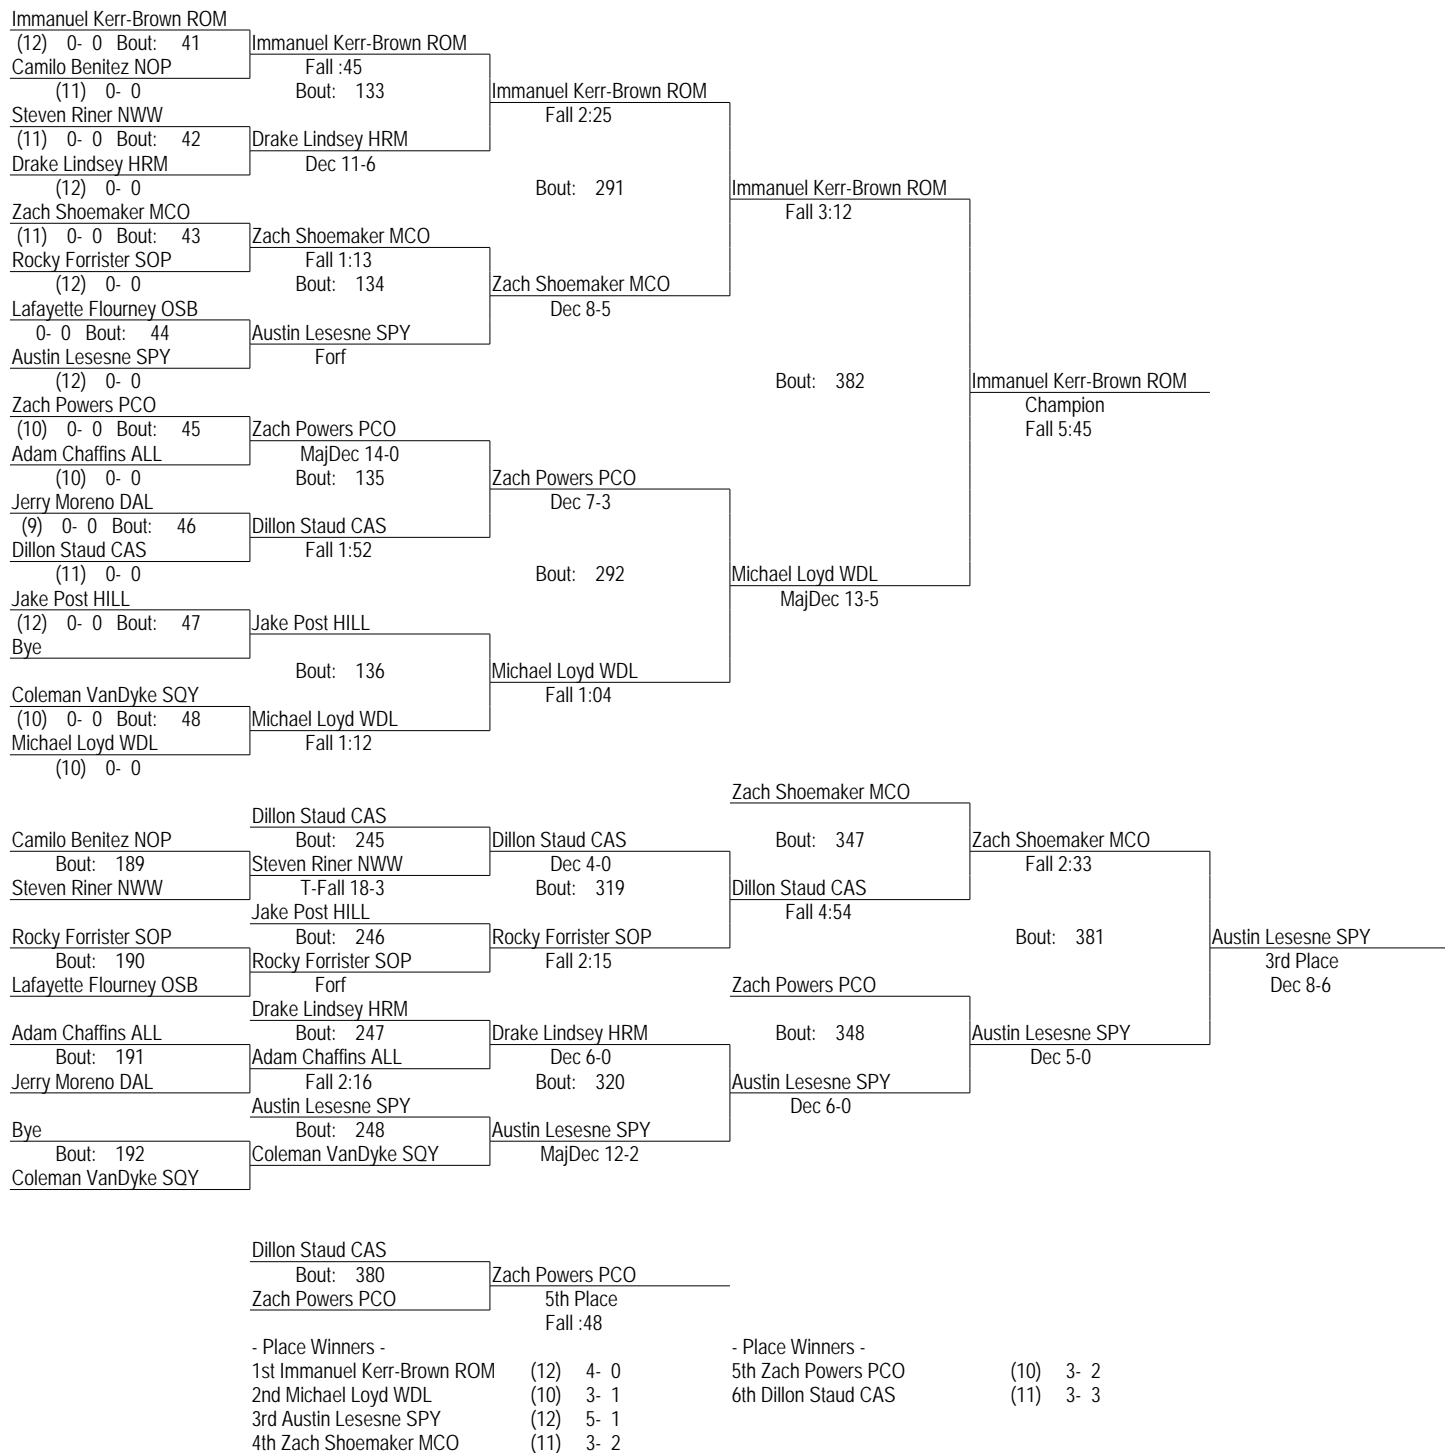 Immanuel Kerr-Brown ROM
(12) 0- 0 Bout: 41 Immanuel Kerr-Brown ROM
Camilo Benitez NOP Fall :45
(11) 0- 0 Bout: 133 Immanuel Kerr-Brown ROM
Steven Riner NWW Fall 2:25
(11) 0- 0 Bout: 42 Drake Lindsey HRM
Drake Lindsey HRM Dec 11-6
(12) 0- 0 Bout: 291 Immanuel Kerr-Brown ROM
Zach Shoemaker MCO Fall 3:12
(11) 0- 0 Bout: 43 Zach Shoemaker MCO
Rocky Forrister SOP Fall 1:13
(12) 0- 0 Bout: 134 Zach Shoemaker MCO
Lafayette Flourney OSB Dec 8-5
0- 0 Bout: 44 Austin Lesesne SPY
Austin Lesesne SPY Forf
(12) 0- 0 Bout: 382 Immanuel Kerr-Brown ROM
Zach Powers PCO Champion
(10) 0- 0 Bout: 45 Zach Powers PCO Fall 5:45
Adam Chaffins ALL MajDec 14-0
(10) 0- 0 Bout: 135 Zach Powers PCO
Jerry Moreno DAL Dec 7-3
(9) 0- 0 Bout: 46 Dillon Staud CAS
Dillon Staud CAS Fall 1:52
(11) 0- 0 Bout: 292 Michael Loyd WDL
Jake Post HILL MajDec 13-5
(12) 0- 0 Bout: 47 Jake Post HILL
Bye
Bout: 136 Michael Loyd WDL
Coleman VanDyke SQY Fall 1:04
(10) 0- 0 Bout: 48 Michael Loyd WDL
Michael Loyd WDL Fall 1:12
(10) 0- 0
Zach Shoemaker MCO
Dillon Staud CAS
Camilo Benitez NOP Bout: 245 Dillon Staud CAS Bout: 347 Zach Shoemaker MCO
Bout: 189 Steven Riner NWW Dec 4-0 Fall 2:33
Steven Riner NWW T-Fall 18-3 Bout: 319 Dillon Staud CAS
Jake Post HILL Fall 4:54
Rocky Forrister SOP Bout: 246 Rocky Forrister SOP Bout: 381 Austin Lesesne SPY
Bout: 190 Rocky Forrister SOP Fall 2:15 3rd Place
Lafayette Flourney OSB Forf Zach Powers PCO Dec 8-6
Drake Lindsey HRM
Adam Chaffins ALL Bout: 247 Drake Lindsey HRM Bout: 348 Austin Lesesne SPY
Bout: 191 Adam Chaffins ALL Dec 6-0 Dec 5-0
Jerry Moreno DAL Fall 2:16 Bout: 320 Austin Lesesne SPY
Austin Lesesne SPY Dec 6-0
Bye Bout: 248 Austin Lesesne SPY
Bout: 192 Coleman VanDyke SQY MajDec 12-2
Coleman VanDyke SQY
Dillon Staud CAS
Bout: 380 Zach Powers PCO
Zach Powers PCO 5th Place
Fall :48
- Place Winners - - Place Winners -
1st Immanuel Kerr-Brown ROM (12) 4- 0 5th Zach Powers PCO (10) 3- 2
2nd Michael Loyd WDL (10) 3- 1 6th Dillon Staud CAS (11) 3- 3
3rd Austin Lesesne SPY (12) 5- 1
4th Zach Shoemaker MCO (11) 3- 2